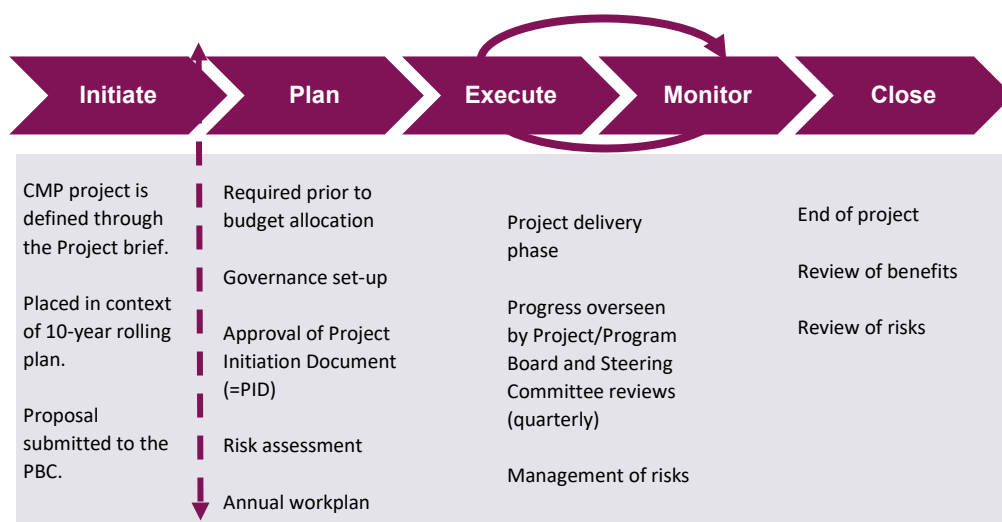 Initiate
Plan
Execute
Monitor
Close
CMP project is
defined through
the Project brief.
Placed in context
of 10-year rolling
plan.
Proposal
submitted to the
PBC.
Required prior to
budget allocation
Governance set-up
Approval of Project
Initiation Document
(=PID)
Risk assessment
Annual workplan
Project delivery
phase
Progress overseen
by Project/Program
Board and Steering
Committee reviews
(quarterly)
Management of risks
End of project
Review of benefits
Review of risks